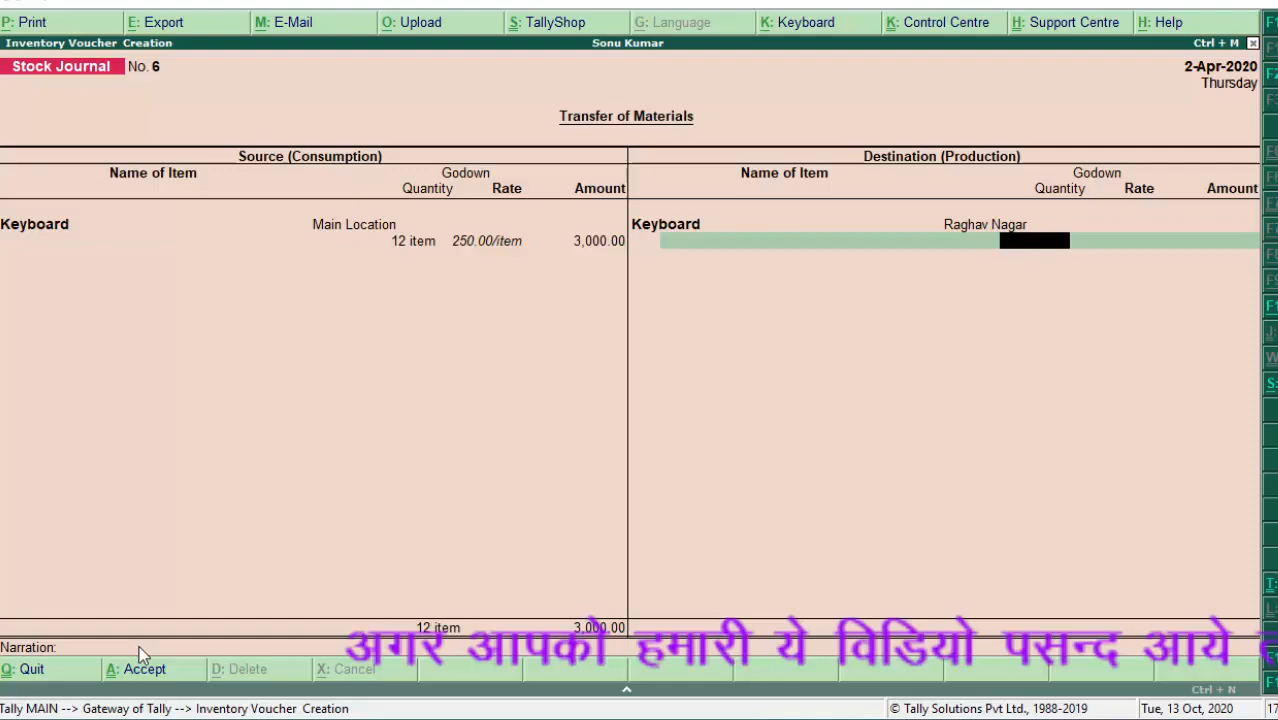 P: Print E: Export M: E-Mail O: Upload S: TallyShop G: Language K: Keyboard K: Control Centre H: Support Centre H: Help
Inventory Voucher Creation Sonu Kumar Ctrl + M
Stock Journal No. 6 2-Apr-2020
Thursday
Transfer of Materials
Source (Consumption) Destination (Production)
Name of Item Godown Name of Item Godown
Quantity Rate Amount Quantity Rate Amount
Keyboard Main Location Keyboard Raghav Nagar
12 item 250.00/item 3,000.00
12 item 3,000.00
अगर आपको हमारी ये विडियो पसन्द आये
Narration:
Q: Quit A: Accept D: Delete X: Cancel
Ctrl + N
Tally MAIN --> Gateway of Tally --> Inventory Voucher Creation © Tally Solutions Pvt Ltd., 1988-2019 Tue, 13 Oct, 2020